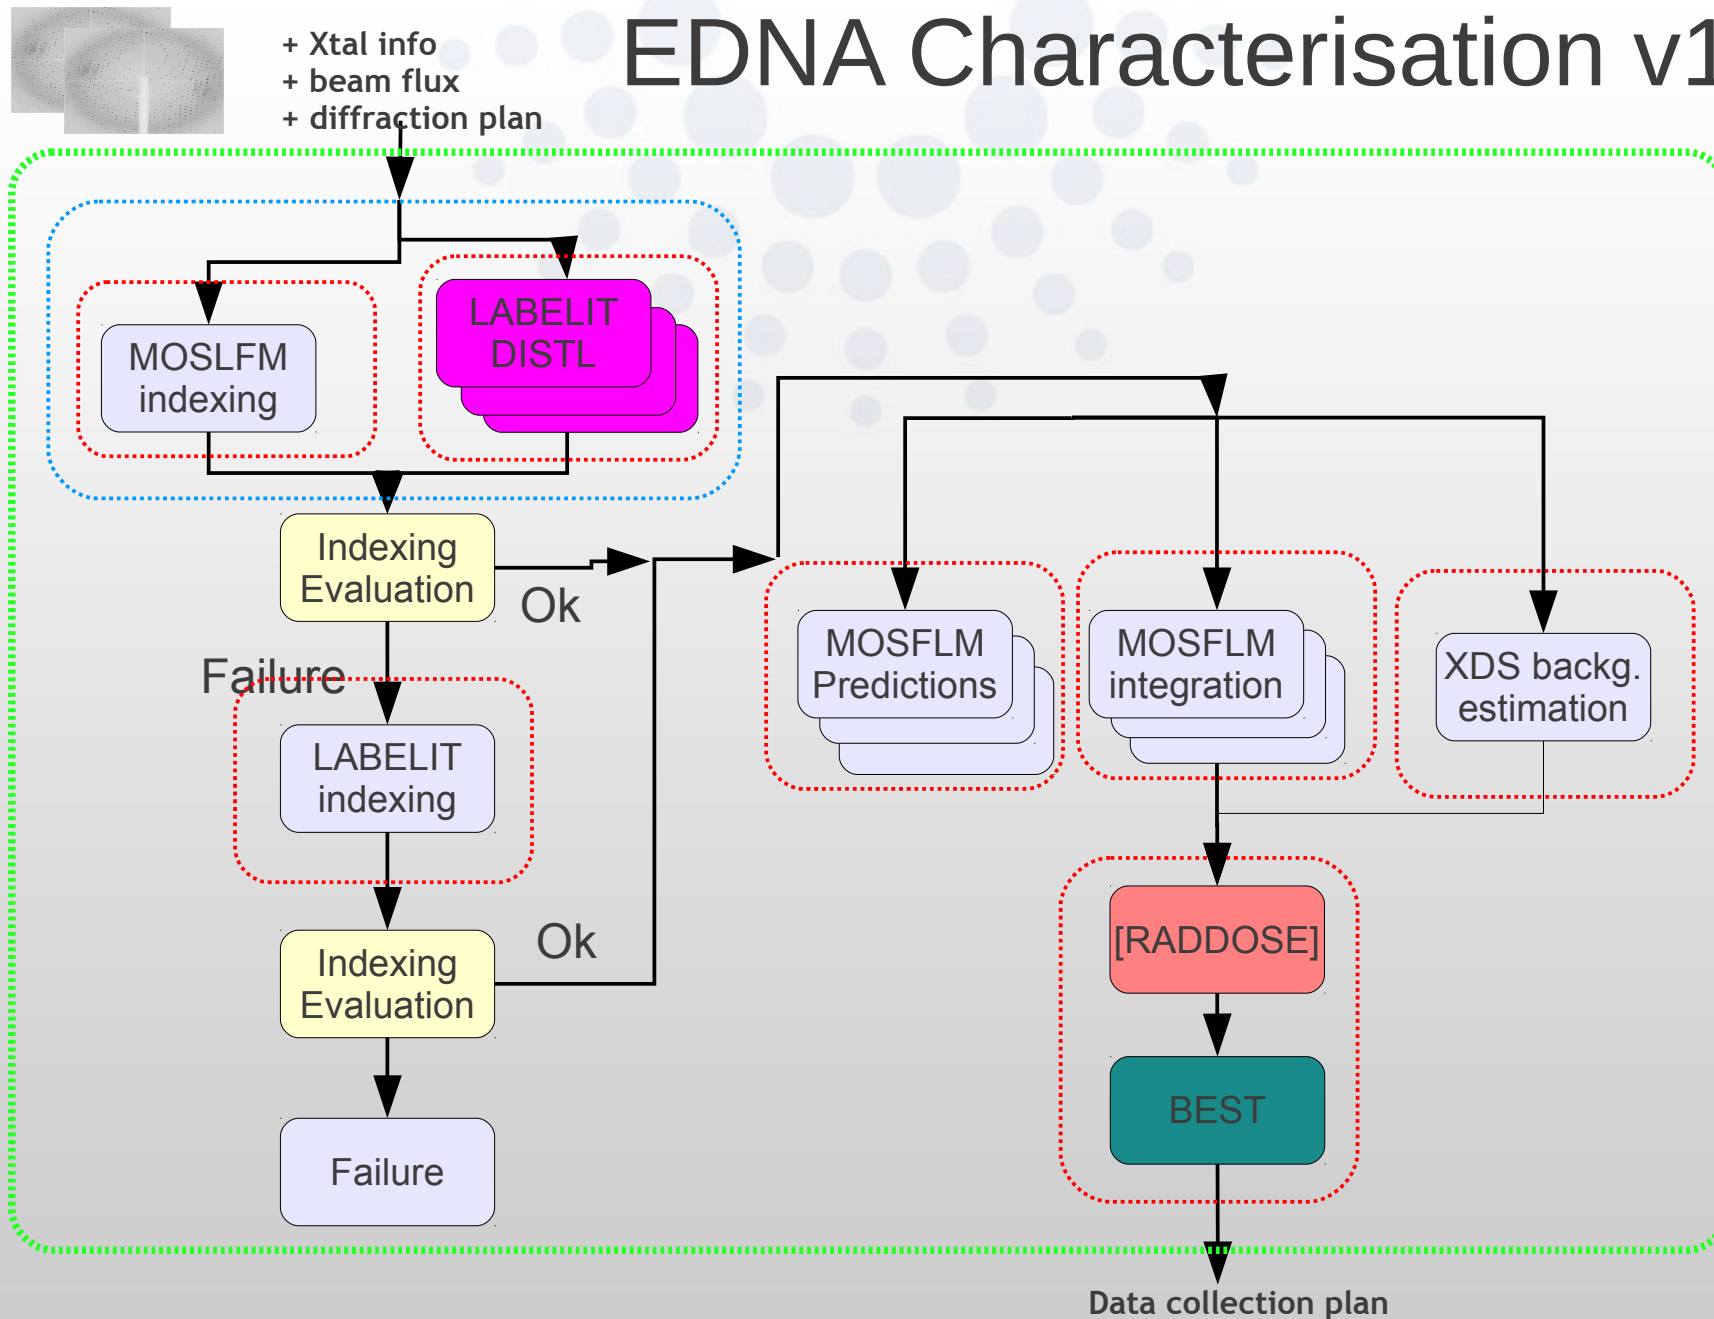 + Xtal info
+ beam flux
+ diffraction plan
EDNA Characterisation v1
MOSLFM
indexing
LABELIT
DISTL
Indexing
Evaluation
Ok
Failure
LABELIT
indexing
Indexing
Evaluation
Ok
Failure
MOSFLM
Predictions
MOSFLM
integration
XDS backg.
estimation
[RADDOSE]
BEST
Data collection plan